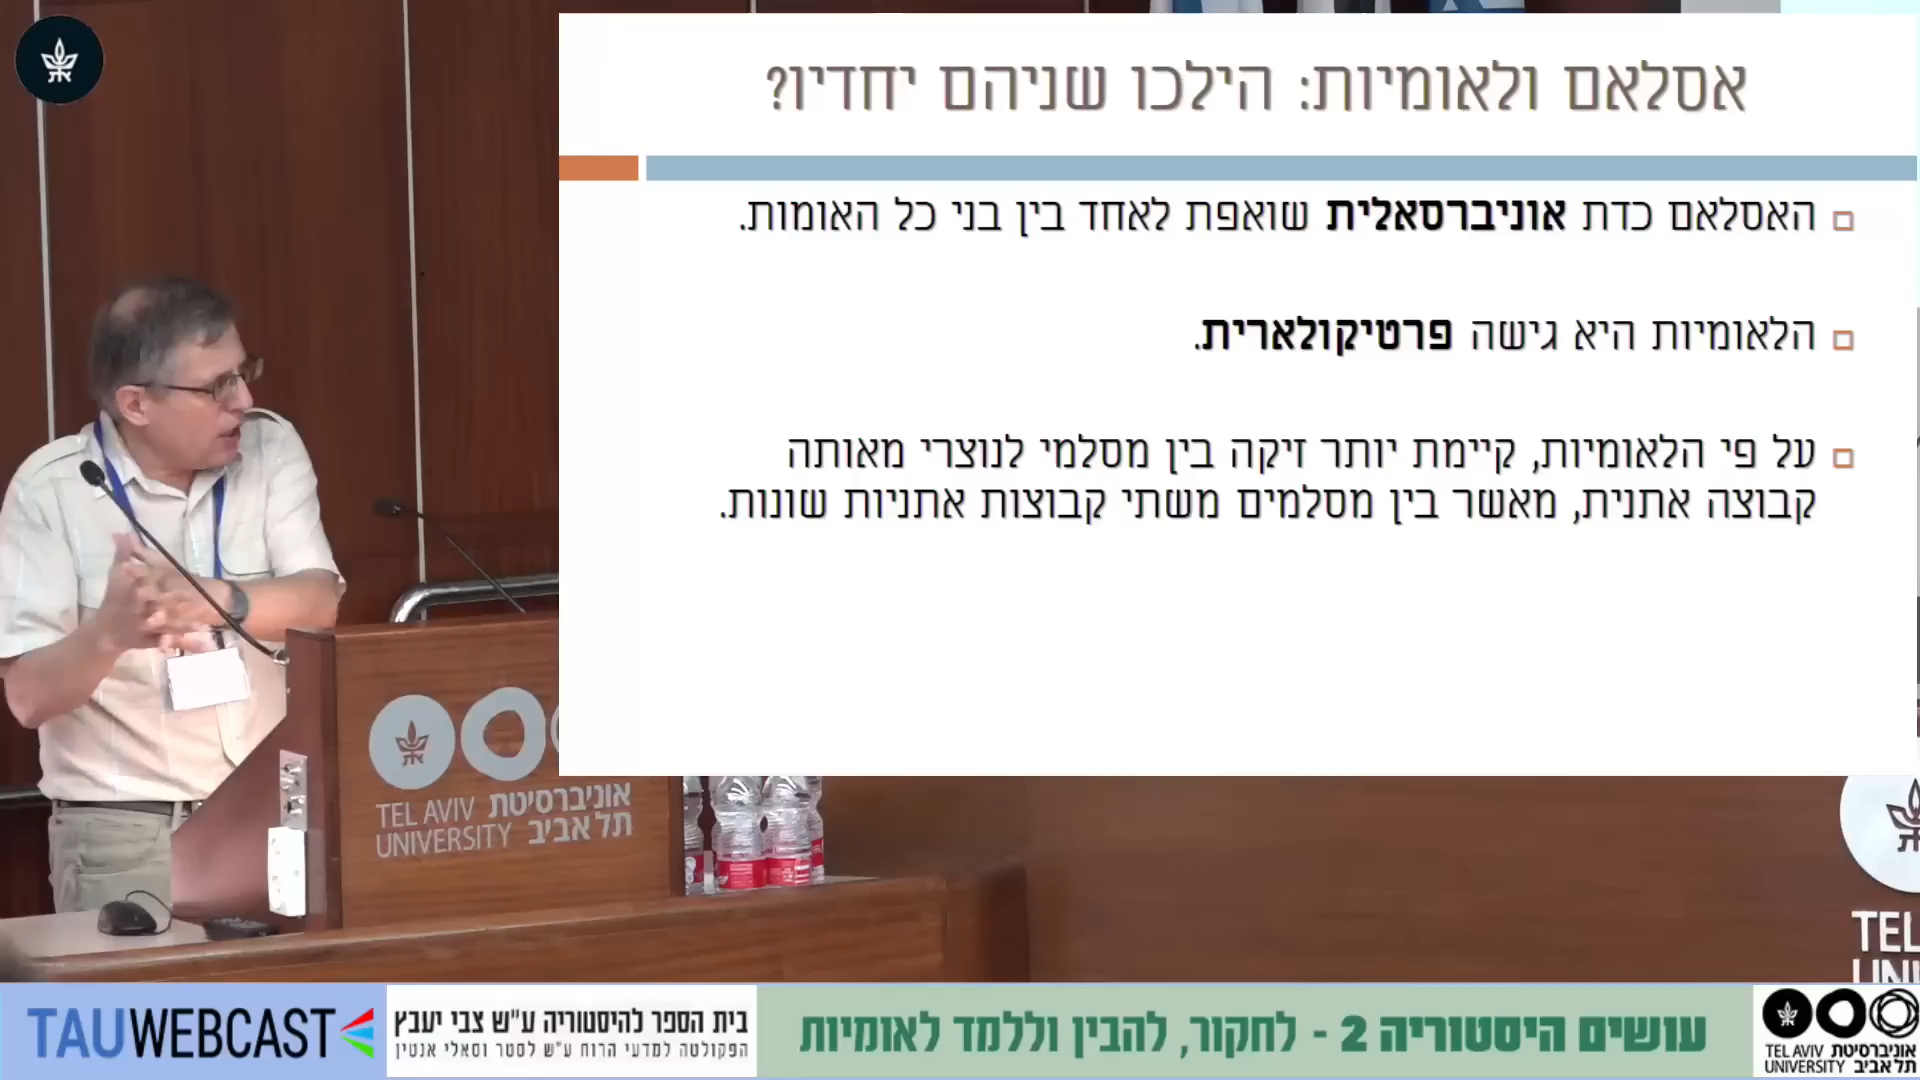 אסלאם ולאומיות: הילכו שניהם יחדיו?
האסלאם כדת אוניברסאלית שואפת לאחד בין בני כל האומות.
הלאומיות היא גישה פרטיקולארית.
על פי הלאומיות, קיימת יותר זיקה בין מסלמי לנוצרי מאותה
קבוצה אתנית, מאשר בין מסלמים משתי קבוצות אתניות שונות.
TEL AVIV אוניברסיטת
UNIVERSITY תל אביב
TEL
UNI
TAUWEBCAST
בית הספר להיסטוריה ע"ש צבי יעבץ
הפקולטה למדעי הרוח ע"ש לסטר וסאלי אנטין
עושים היסטוריה 2 - לחקור, להבין וללמד לאומיות
TEL AVIV אוניברסיטת
UNIVERSITY תל אביב